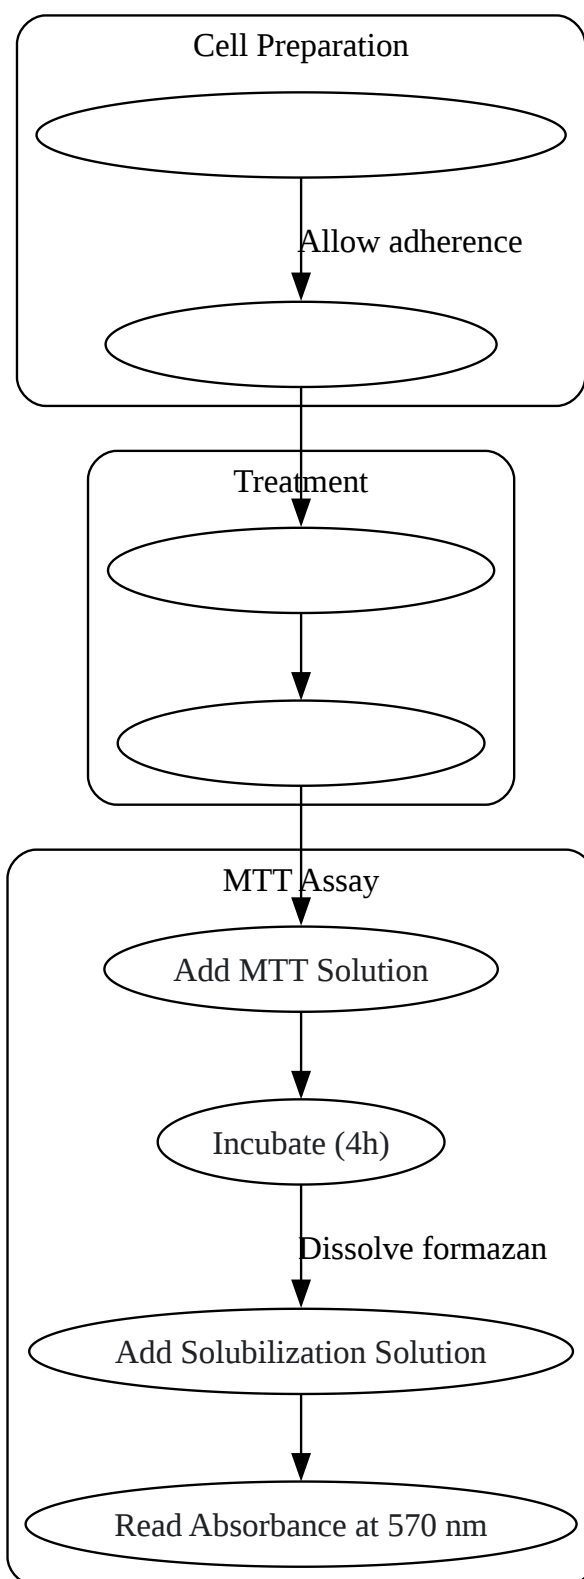 Cell Preparation
Allow adherence
Treatment
MTT Assay
Add MTT Solution
Incubate (4h)
Dissolve formazan
Add Solubilization Solution
Read Absorbance at 570 nm